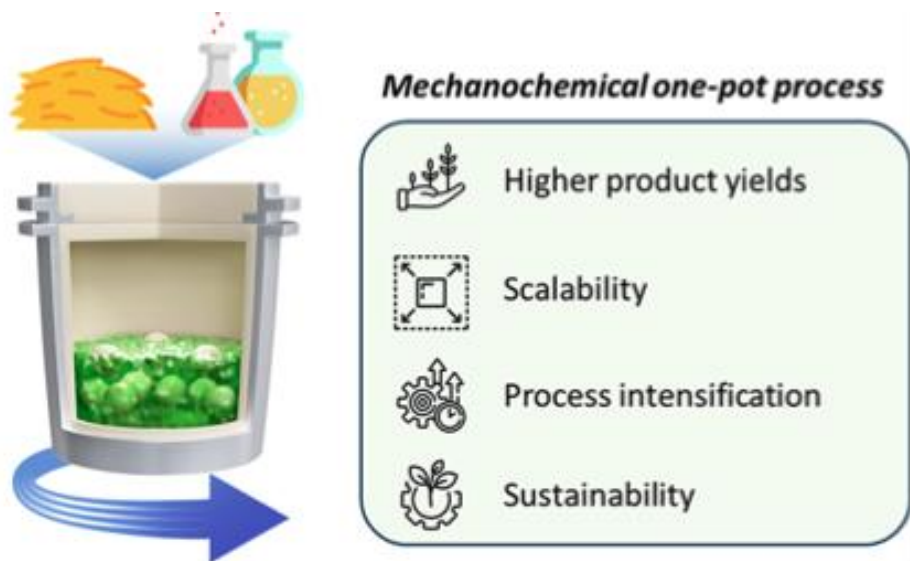 Mechanochemical one-pot process
Higher product yields
Scalability
Process intensification
Sustainability